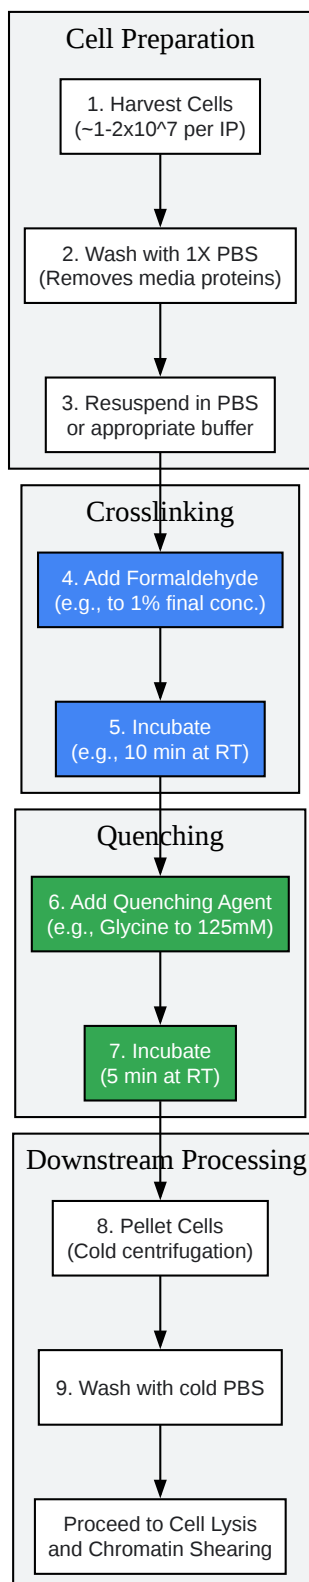 Cell Preparation
1. Harvest Cells
(~1-2x10^7 per IP)
2. Wash with 1X PBS
(Removes media proteins)
3. Resuspend in PBS
or appropriate buffer
Crosslinking
4. Add Formaldehyde
(e.g., to 1% final conc.)
5. Incubate
(e.g., 10 min at RT)
Quenching
6. Add Quenching Agent
(e.g., Glycine to 125mM)
7. Incubate
(5 min at RT)
Downstream Processing
8. Pellet Cells
(Cold centrifugation)
9. Wash with cold PBS
Proceed to Cell Lysis
and Chromatin Shearing